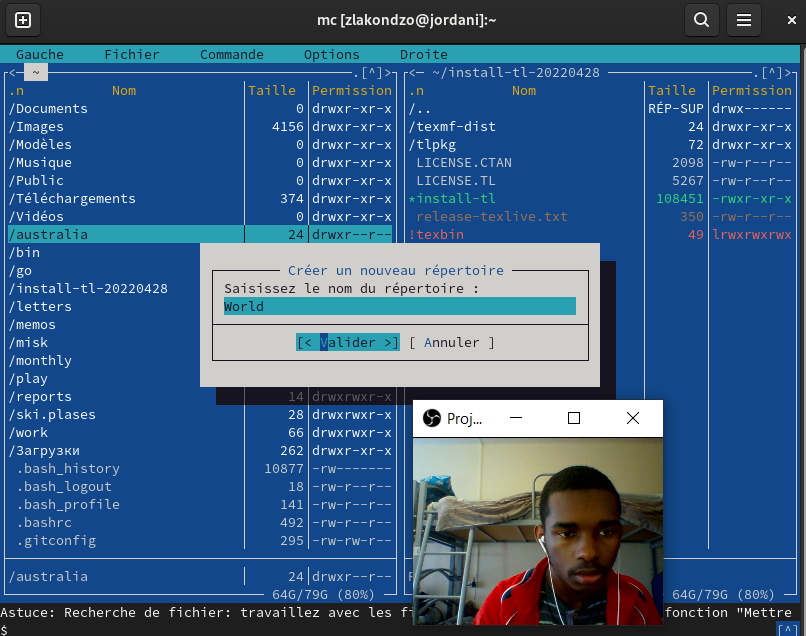 mc [zlakondzo@jordani]:~
Gauche Fichier Commande Options Droite
<─ ~ .[^]>
.n Nom Taille Permission
/Documents 0 drwxr-xr-x
/Images 4156 drwxr-xr-x
/Modèles 0 drwxr-xr-x
/Musique 0 drwxr-xr-x
/Public 0 drwxr-xr-x
/Téléchargements 374 drwxr-xr-x
/Vidéos 0 drwxr-xr-x
/australia 24 drwxr--r--
/bin
/go
/install-tl-20220428
/letters
/memos
/misk
/monthly
/play
/reports 14 drwxrwxr-x
/ski.plases 28 drwxrwxr-x
/work 66 drwxrwxr-x
/Загрузки 262 drwxr-xr-x
.bash_history 10877 -rw-------
.bash_logout 18 -rw-r--r--
.bash_profile 141 -rw-r--r--
.bashrc 492 -rw-r--r--
.gitconfig 295 -rw-rw-r--
/australia 24 drwxr--r--
64G/79G (80%)
<─ ~/install-tl-20220428 .[^]>
.n Nom Taille Permission
/.. RÉP-SUP drwx------
/texmf-dist 24 drwxr-xr-x
/tlpkg 72 drwxr-xr-x
LICENSE.CTAN 2098 -rw-r--r--
LICENSE.TL 5267 -rw-r--r--
*install-tl 108451 -rwxr-xr-x
release-texlive.txt 350 -rw-r--r--
!texbin 49 lrwxrwxrwx
64G/79G (80%)
Créer un nouveau répertoire
Saisissez le nom du répertoire :
World
[< Valider >] [ Annuler ]
Proj...
Astuce: Recherche de fichier: travaillez avec les fi fonction "Mettre
$ [^]